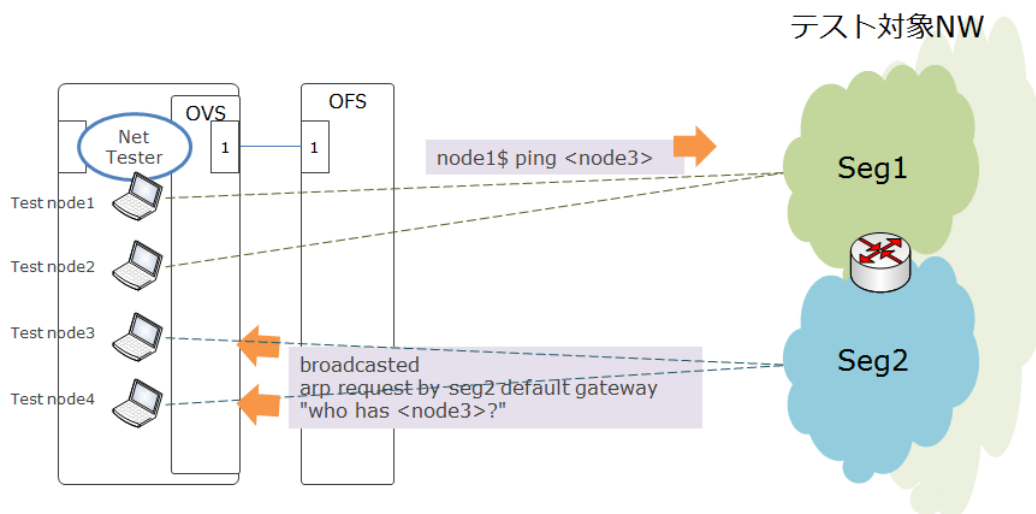 テスト対象NW
OVS
OFS
Net
Tester
1
1
node1$ ping <node3>
Seg1
Test node1
Test node2
Test node3
broadcasted
arp request by seg2 default gateway
"who has <node3>?"
Seg2
Test node4